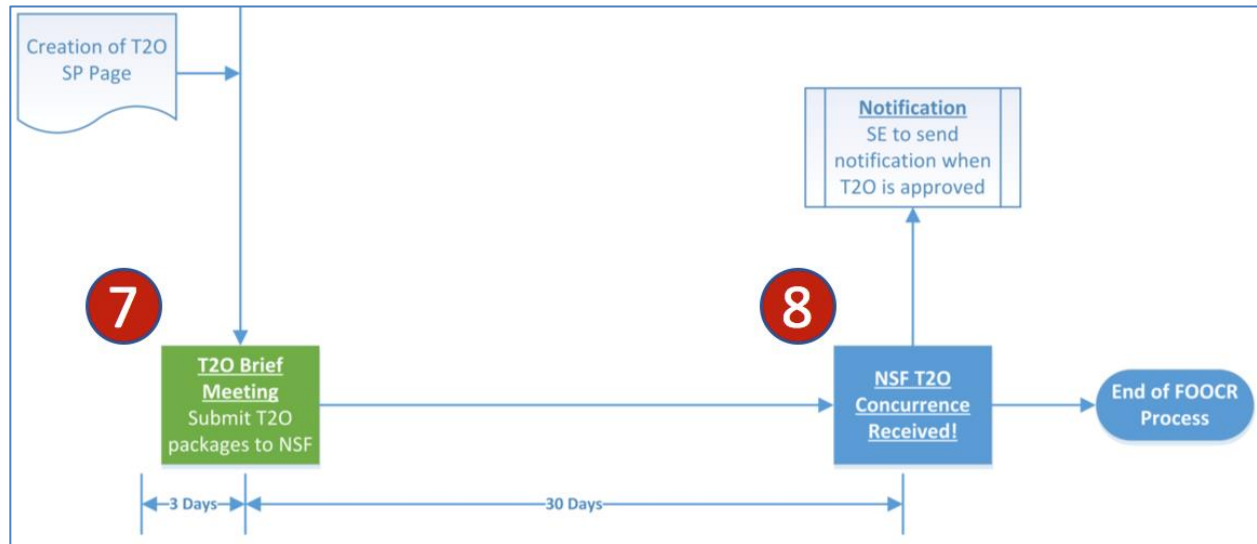 Creation of T2O
SP Page
Notification
SE to send
notification when
T2O is approved
7
8
T2O Brief
Meeting
Submit T2O
packages to NSF
NSF T2O
Concurrence
Received!
End of FOOCR
Process
3 Days
30 Days